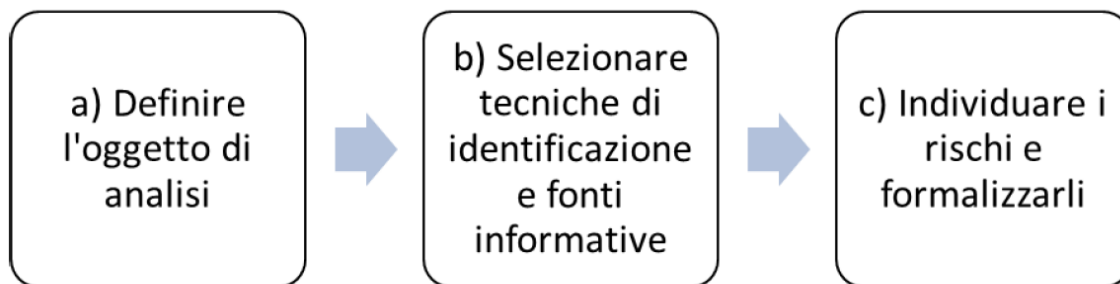 a) Definire
l'oggetto di
analisi
b) Selezionare
tecniche di
identificazione
e fonti
informative
c) Individuare i
rischi e
formalizzarli